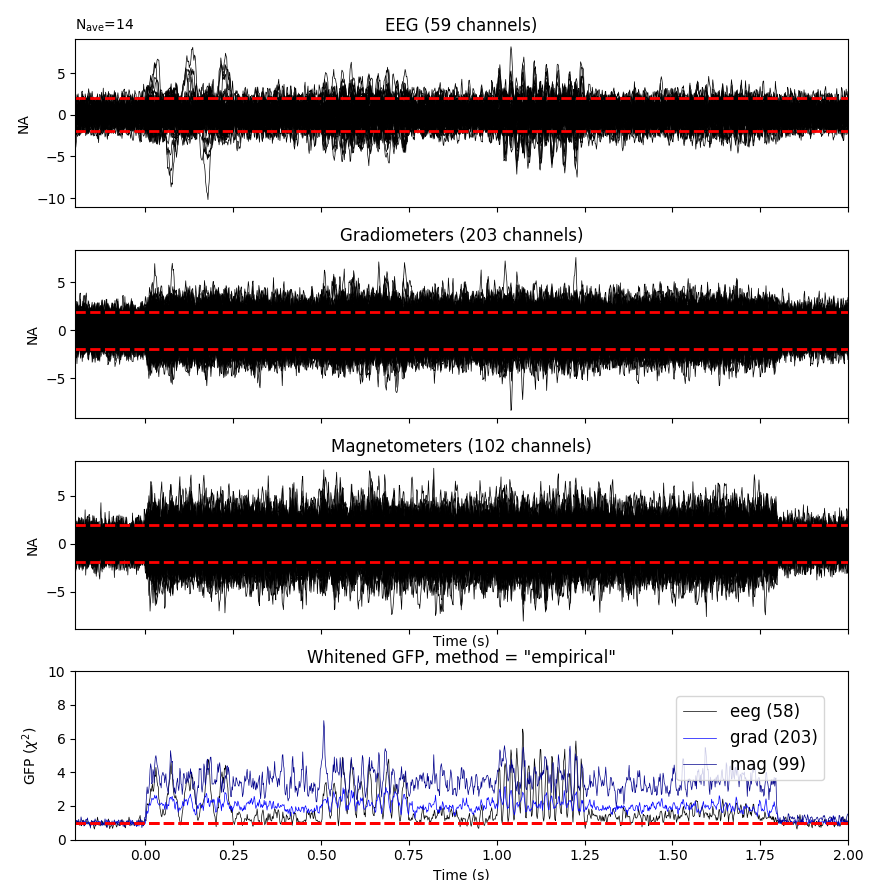 Nave=14
EEG (59 channels)
NA
5
0
−5
−10
Gradiometers (203 channels)
NA
5
0
−5
Magnetometers (102 channels)
NA
5
0
−5
Time (s)
Whitened GFP, method = "empirical"
GFP (χ²)
10
8
6
4
2
0
eeg (58)
grad (203)
mag (99)
0.00 0.25 0.50 0.75 1.00 1.25 1.50 1.75 2.00
Time (s)